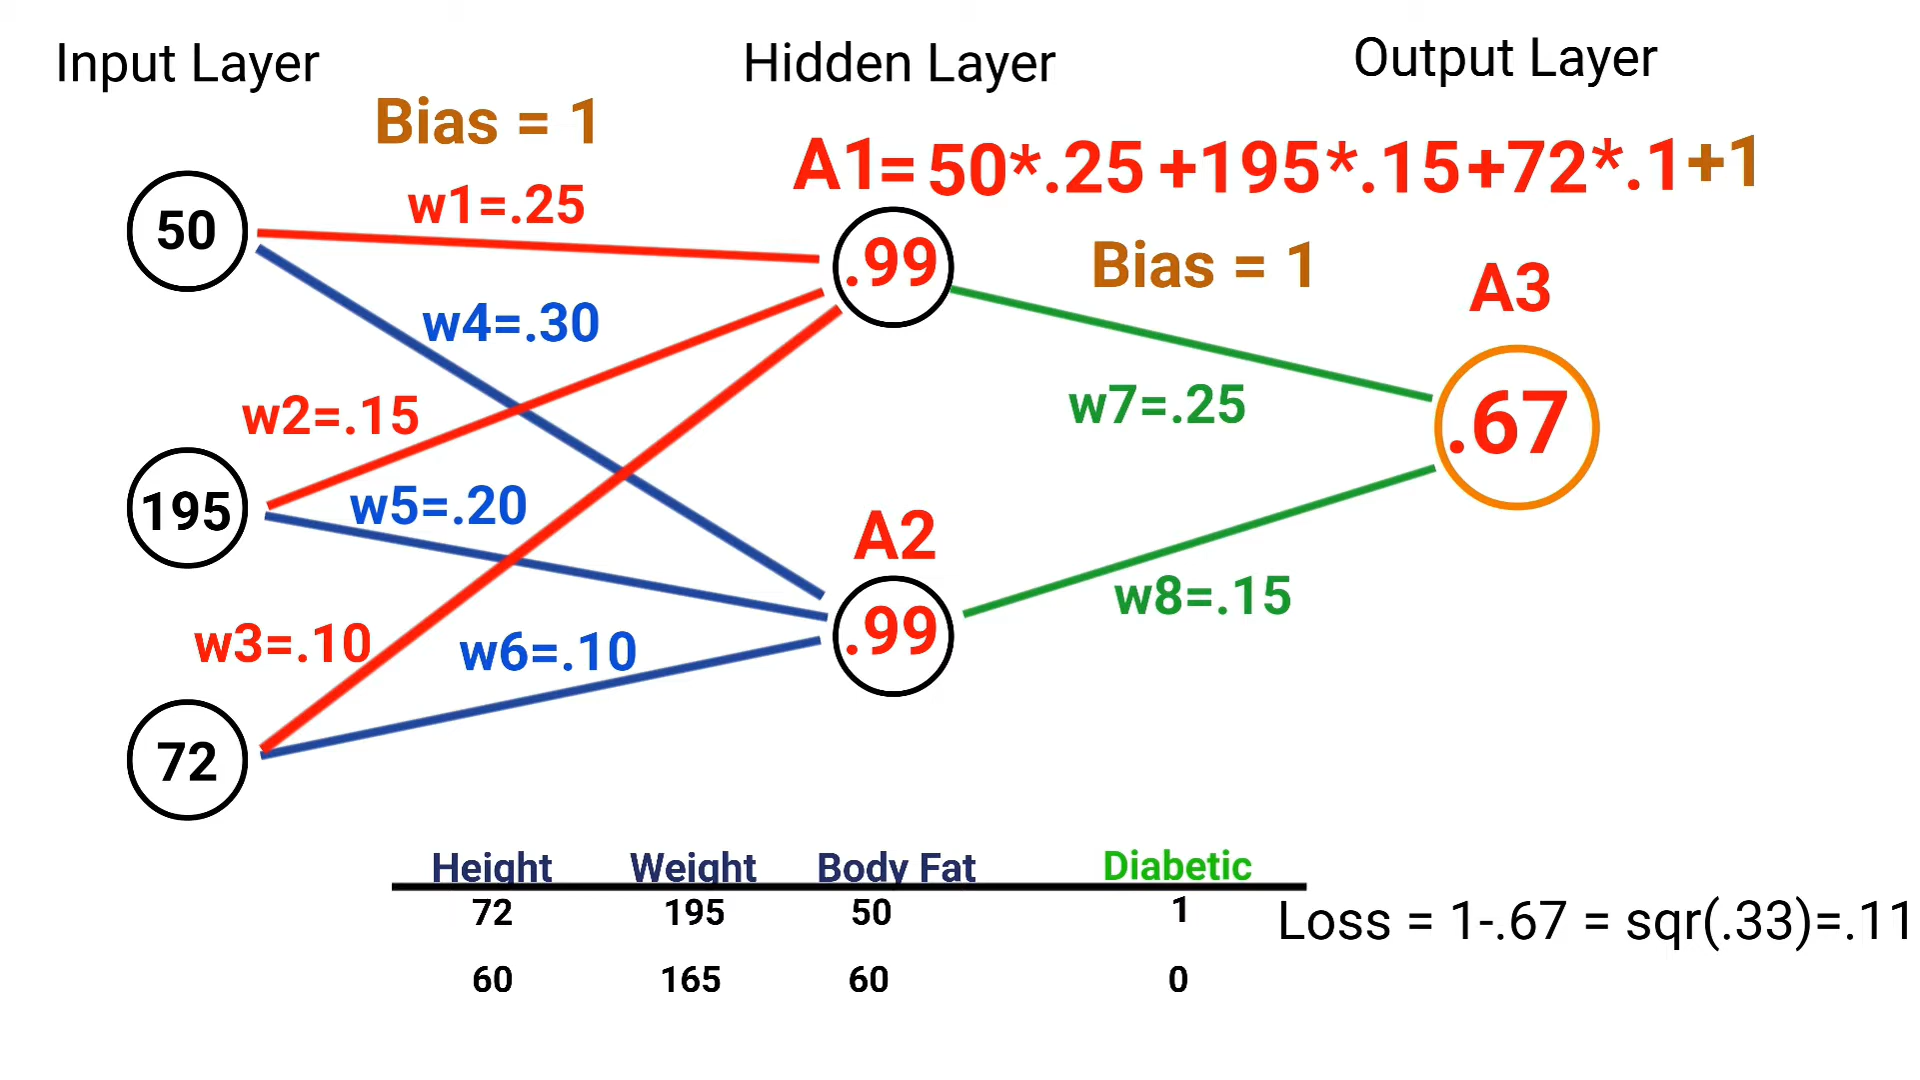 Input Layer
Hidden Layer
Output Layer
Bias = 1
A1= 50*.25 +195*.15+72*.1+1
w1=.25
50
.99
Bias = 1
A3
w4=.30
w7=.25
.67
w2=.15
195
w5=.20
A2
w8=.15
.99
w3=.10
w6=.10
72
Height Weight Body Fat Diabetic
72 195 50 1
Loss = 1-.67 = sqr(.33)=.11
60 165 60 0